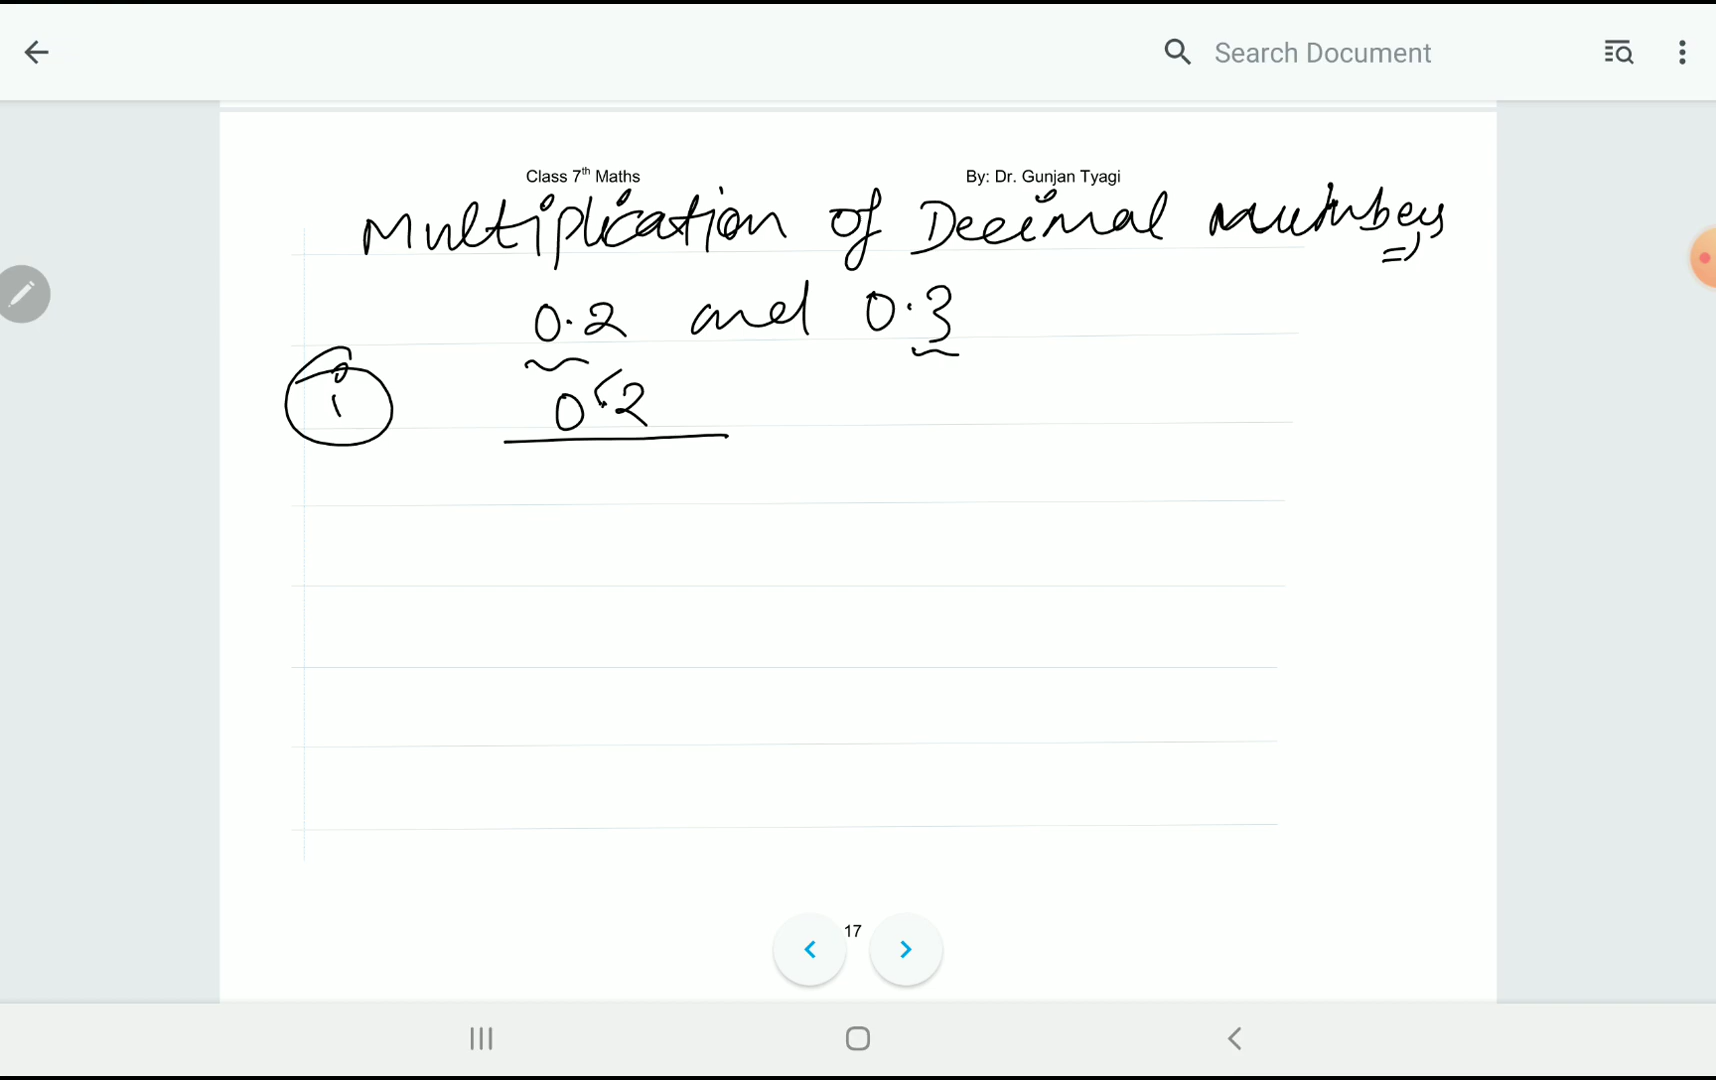 Search Document
Class 7th Maths By: Dr. Gunjan Tyagi
Multiplication of Decimal numbers
0.2 and 0.3
i 0.2
17